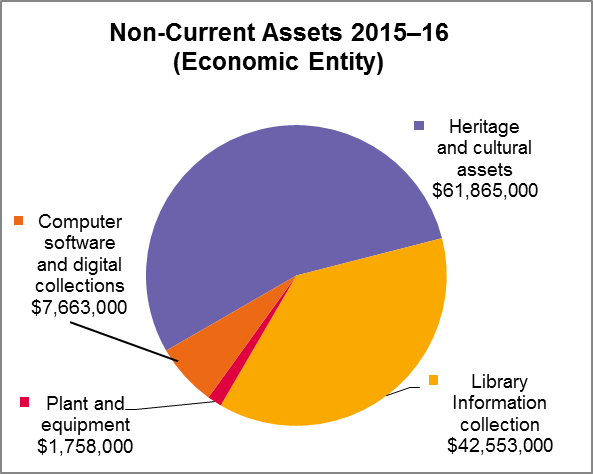 Non-Current Assets 2015–16
(Economic Entity)
Heritage
and cultural
assets
$61,865,000
Computer
software
and digital
collections
$7,663,000
Plant and
equipment
$1,758,000
Library
Information
collection
$42,553,000